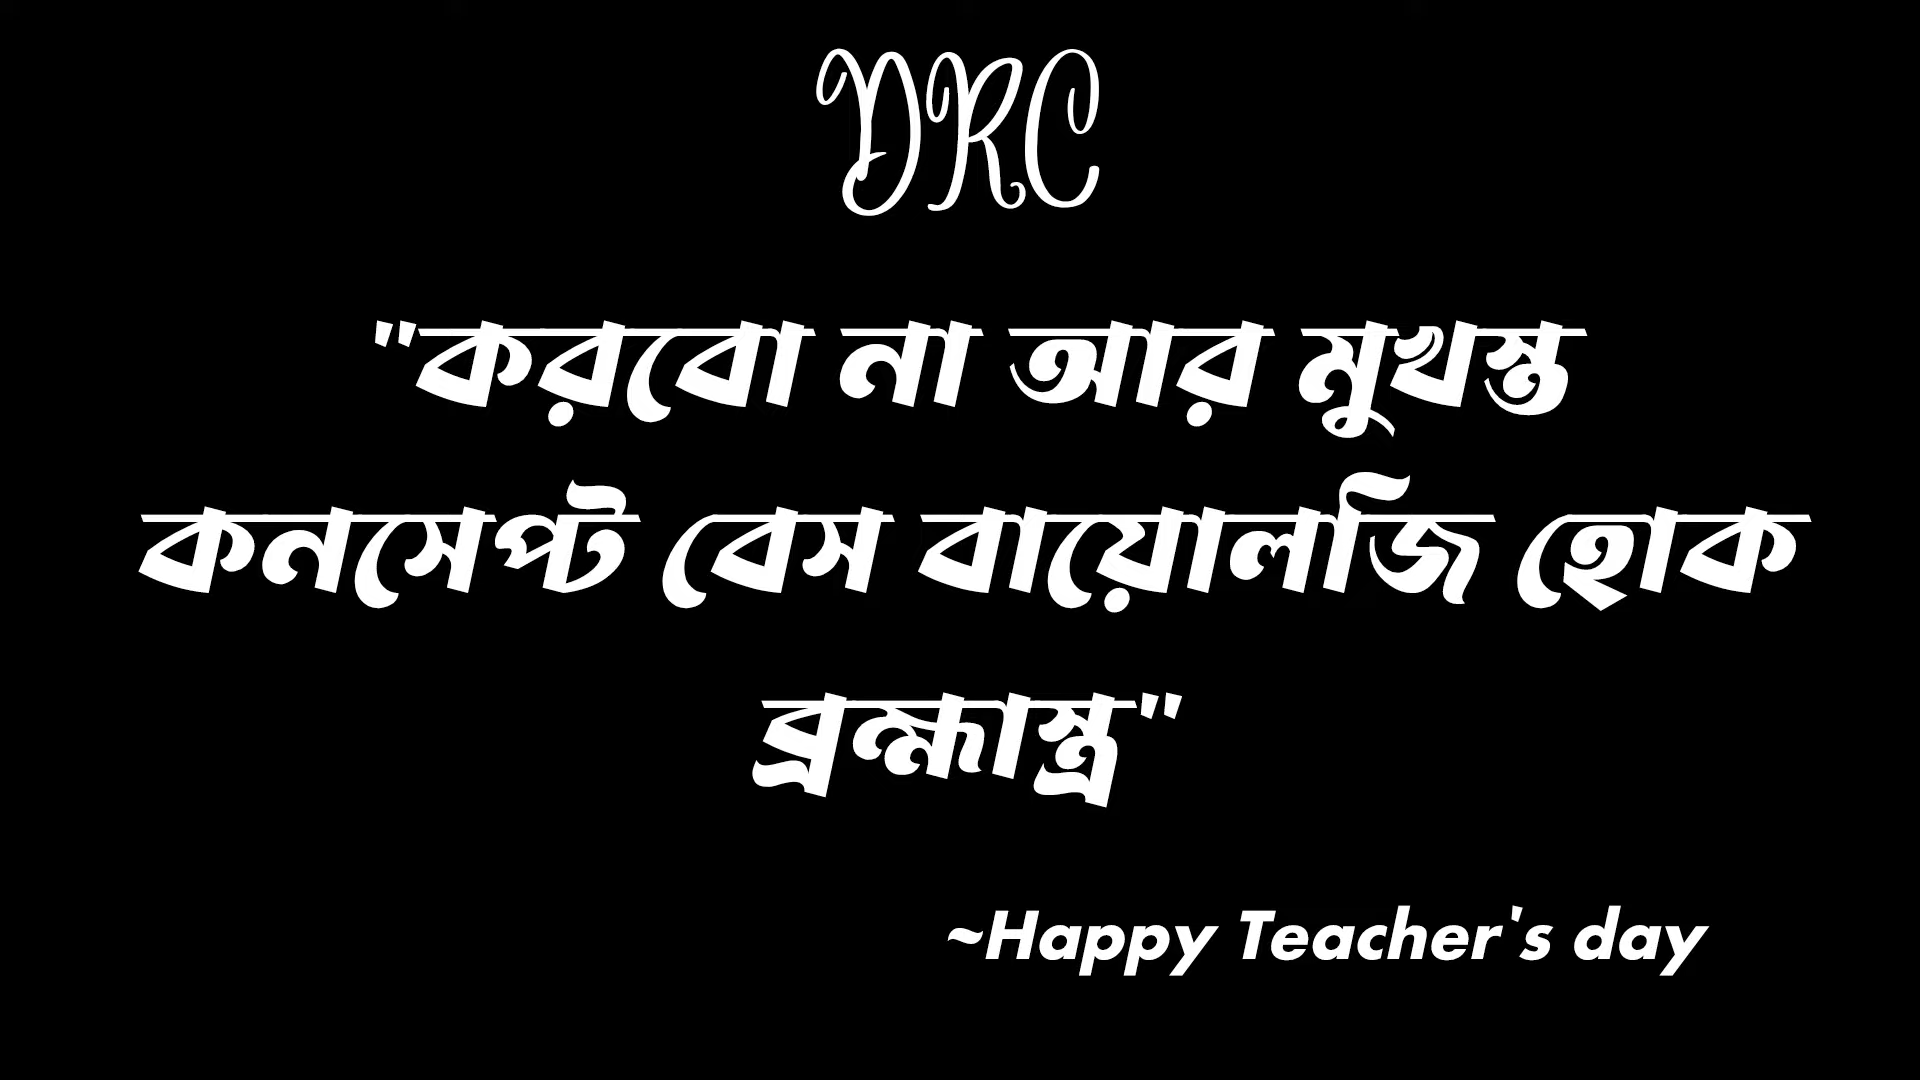 DRC
"করবো না আর মুখস্ত
কনসেপ্ট বেস বায়োলজি হোক
ব্রহ্মাস্ত্র"
~Happy Teacher's day